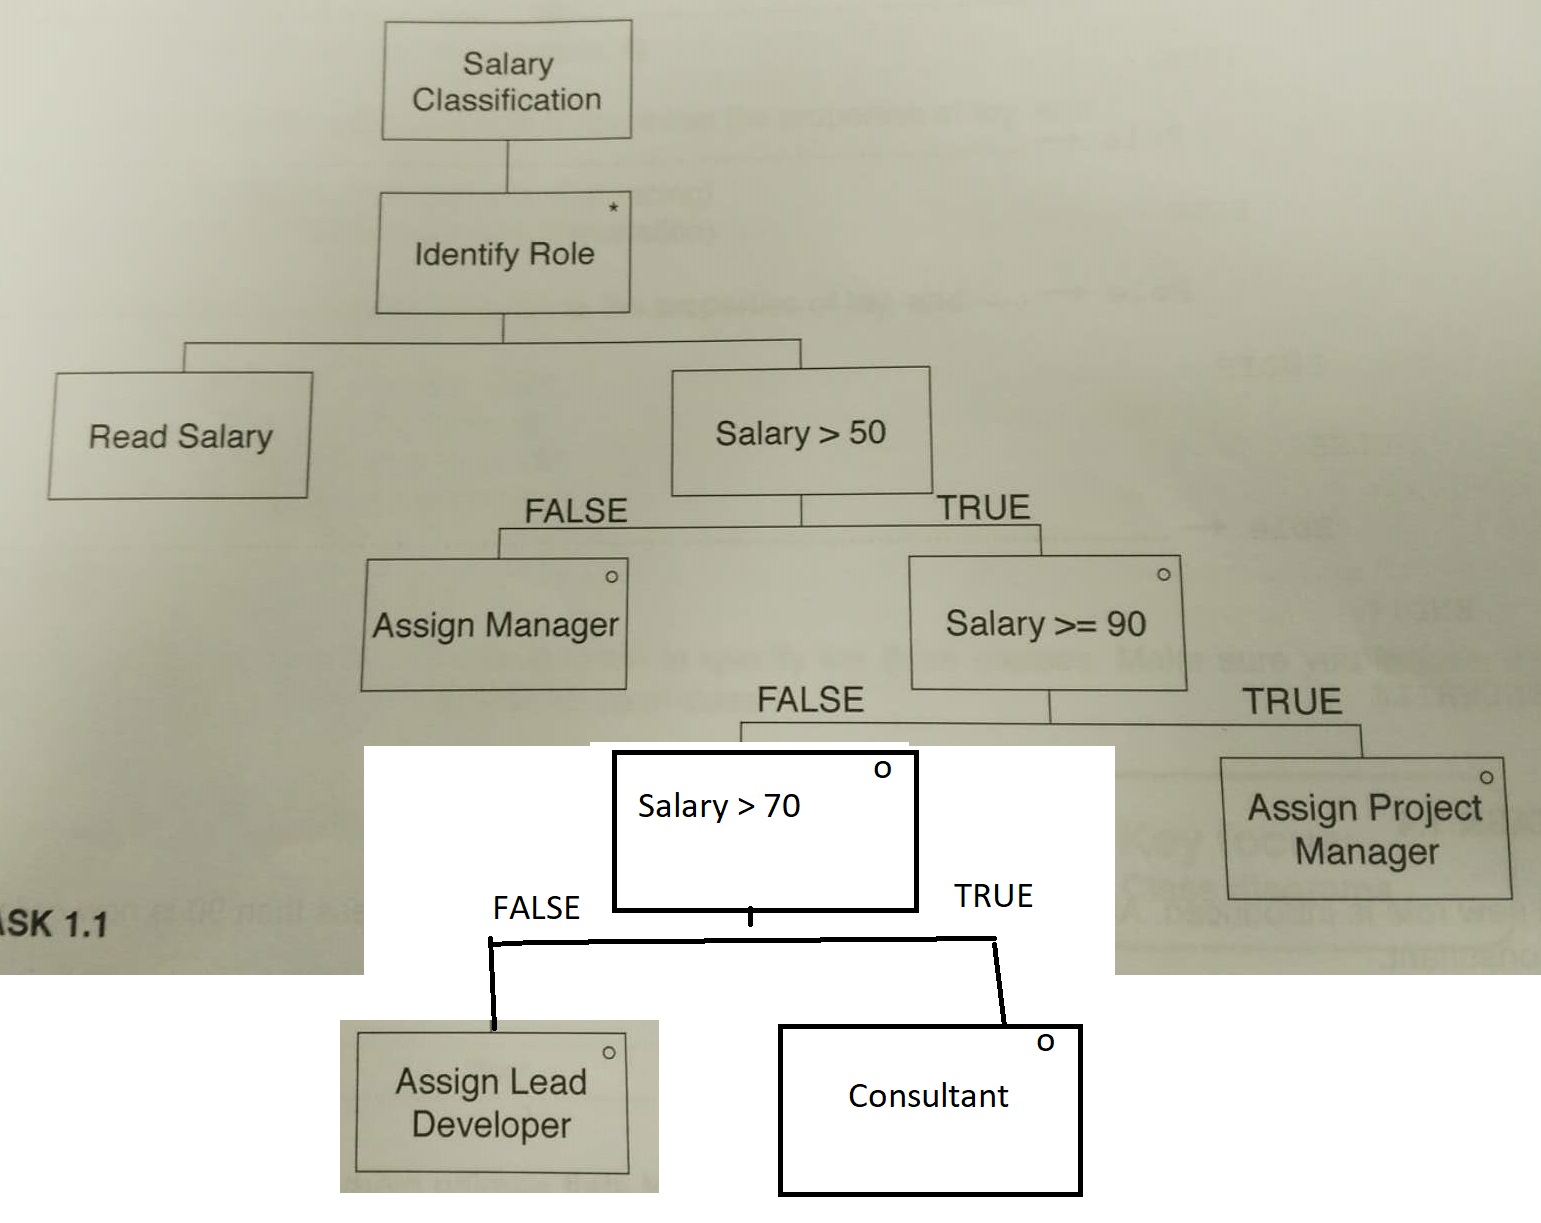 Salary
Classification
*
Identify Role
Read Salary
Salary > 50
FALSE
TRUE
Assign Manager
Salary >= 90
FALSE
TRUE
Salary > 70
Assign Project
Manager
FALSE
TRUE
ASK 1.1
Assign Lead
Developer
Consultant